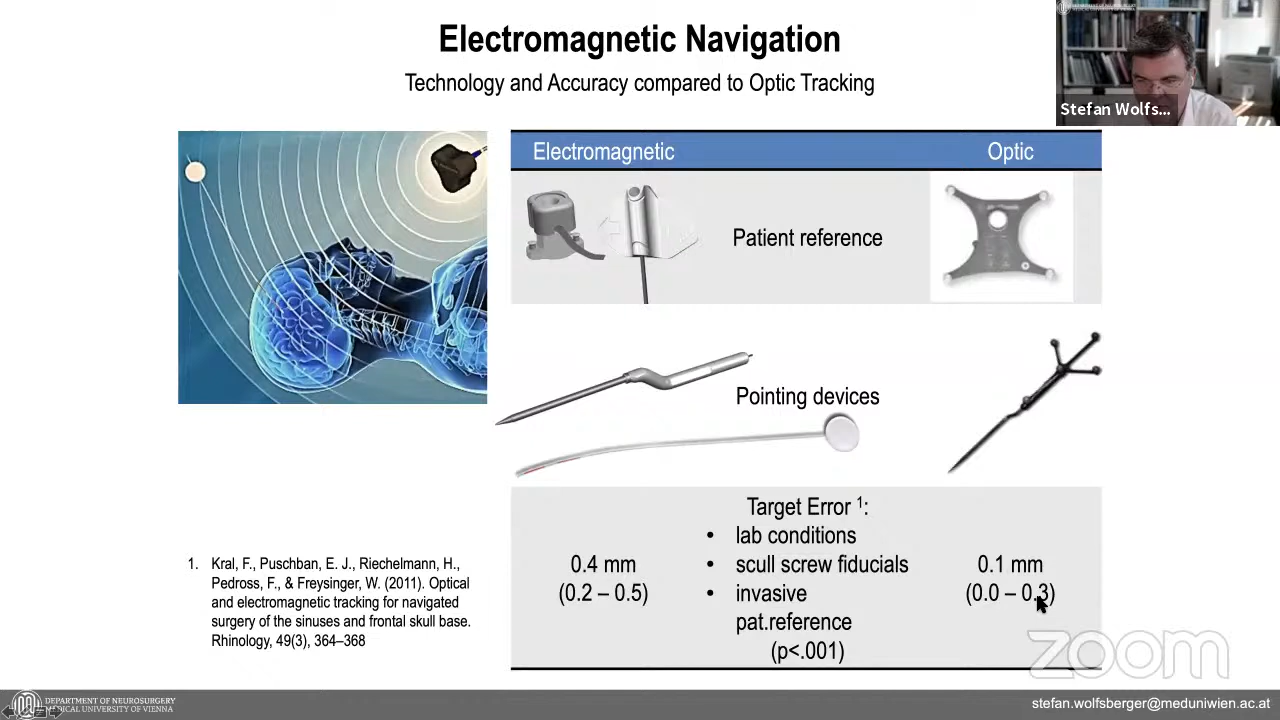 Electromagnetic Navigation
Technology and Accuracy compared to Optic Tracking
Stefan Wolfs...
Electromagnetic
Optic
Patient reference
Pointing devices
Target Error 1:
• lab conditions
• scull screw fiducials
• invasive
pat.reference
(p<.001)
0.4 mm
(0.2 – 0.5)
0.1 mm
(0.0 – 0.3)
1. Kral, F., Puschban, E. J., Riechelmann, H.,
Pedross, F., & Freysinger, W. (2011). Optical
and electromagnetic tracking for navigated
surgery of the sinuses and frontal skull base.
Rhinology, 49(3), 364–368
zoom
DEPARTMENT OF NEUROSURGERY
MEDICAL UNIVERSITY OF VIENNA
stefan.wolfsberger@meduniwien.ac.at